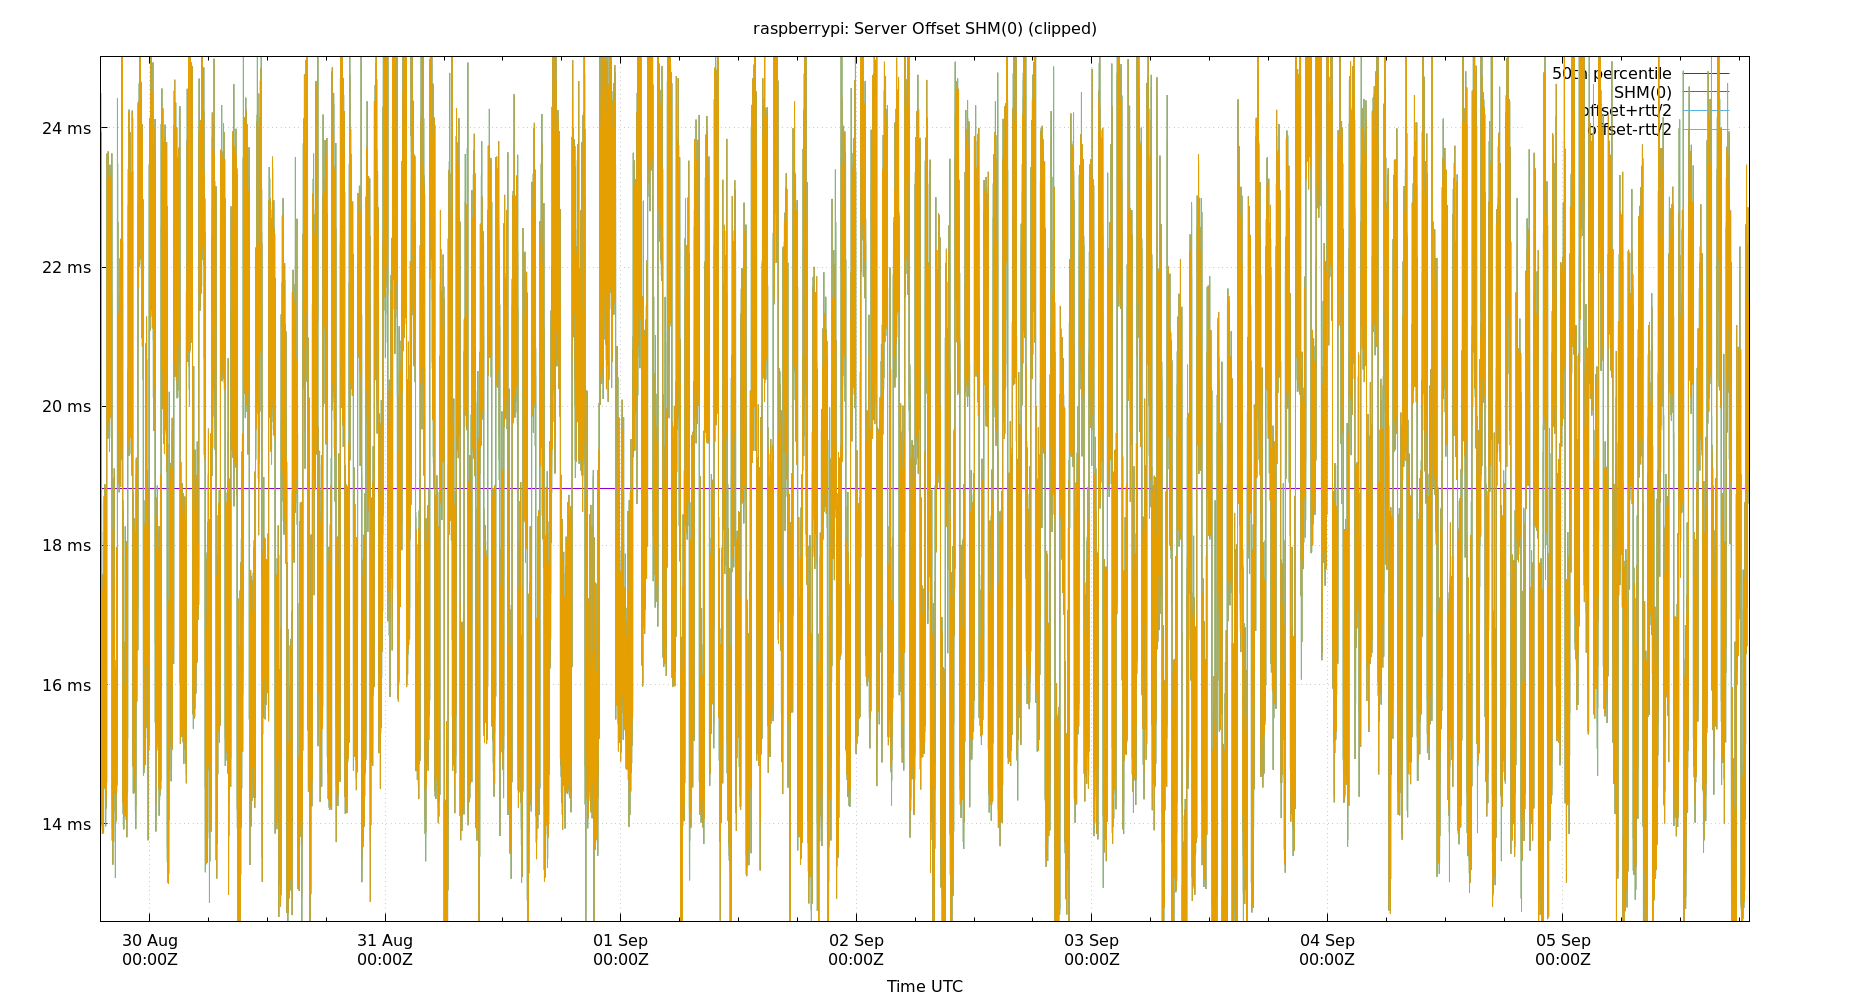 raspberrypi: Server Offset SHM(0) (clipped)
50th percentile
SHM(0)
offset+rtt/2
offset-rtt/2
24 ms
22 ms
20 ms
18 ms
16 ms
14 ms
30 Aug 31 Aug 01 Sep 02 Sep 03 Sep 04 Sep 05 Sep
00:00Z 00:00Z 00:00Z 00:00Z 00:00Z 00:00Z 00:00Z
Time UTC